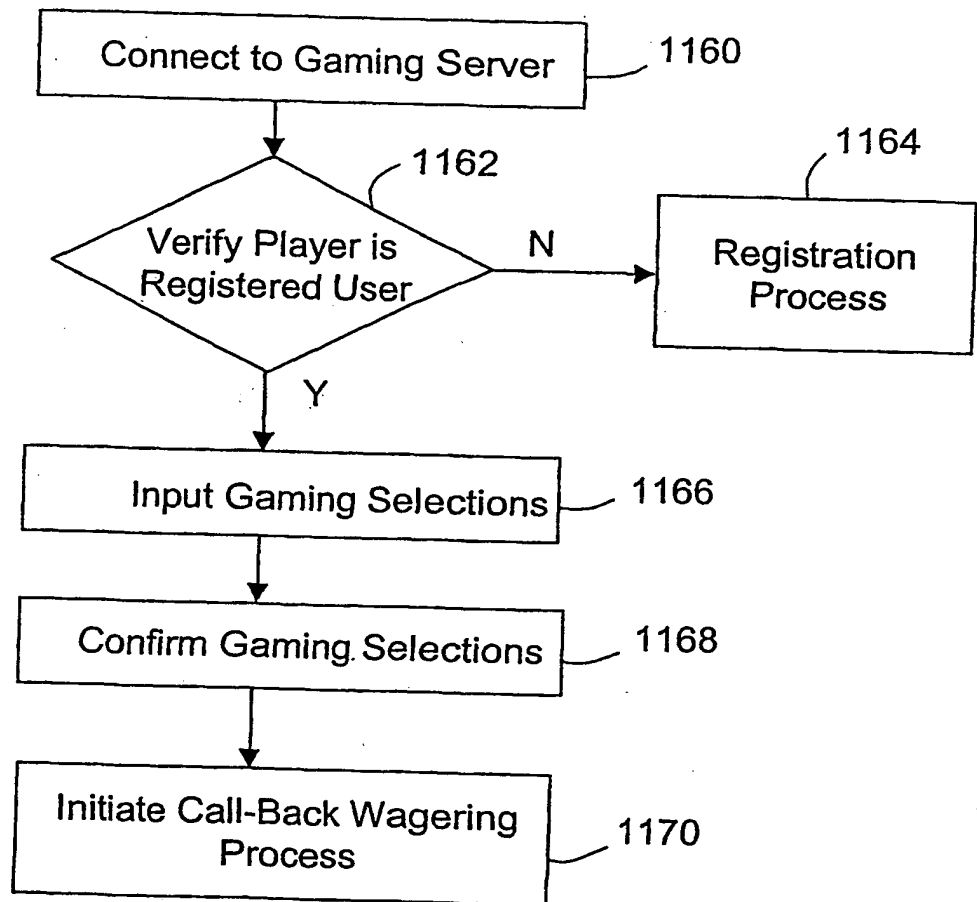 Connect to Gaming Server
1160
1162
1164
Verify Player is
Registered User
N
Registration
Process
Y
Input Gaming Selections
1166
Confirm Gaming Selections
1168
Initiate Call-Back Wagering
Process
1170